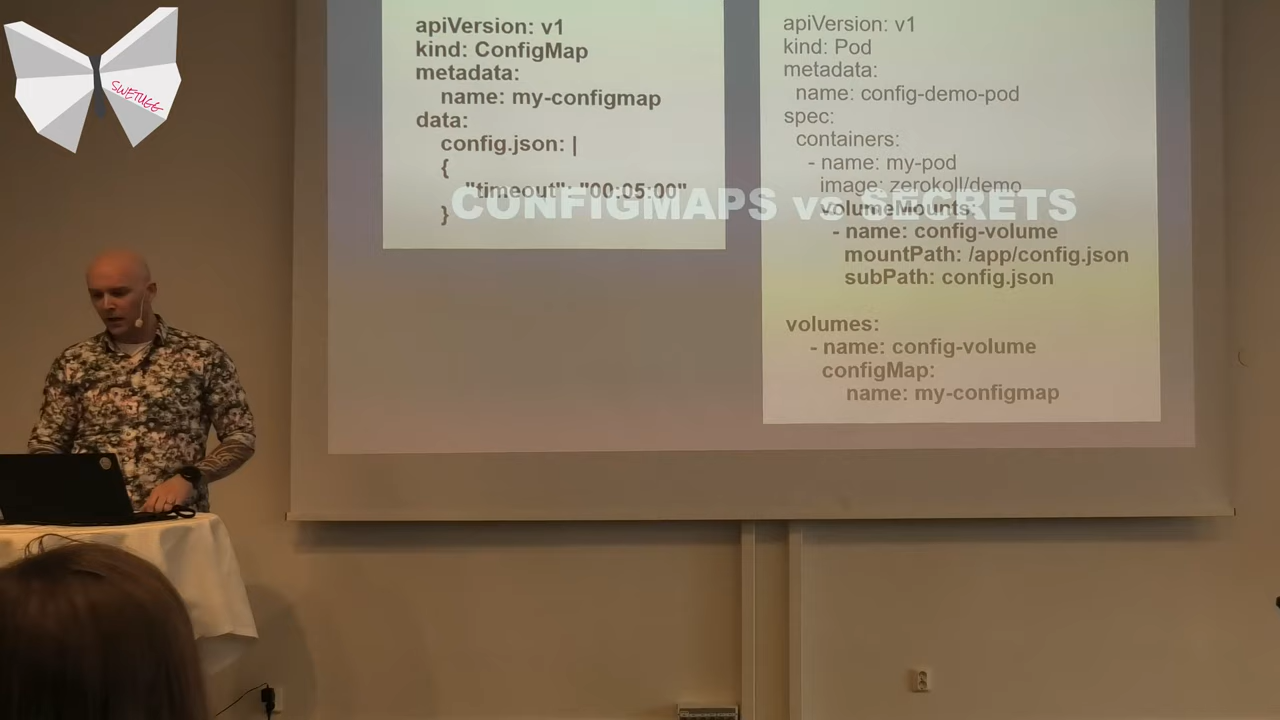 SWETUGG
apiVersion: v1
kind: ConfigMap
metadata:
name: my-configmap
data:
config.json: |
{
"timeout": "00:05:00"
}
CONFIGMAPS vs SECRETS
apiVersion: v1
kind: Pod
metadata:
name: config-demo-pod
spec:
containers:
- name: my-pod
image: zerokoll/demo
volumeMounts:
- name: config-volume
mountPath: /app/config.json
subPath: config.json
volumes:
- name: config-volume
configMap:
name: my-configmap